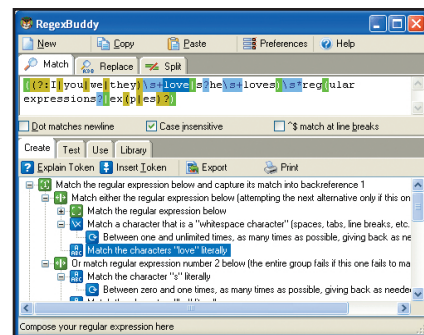 RegexBuddy
New Copy Paste Preferences Help
Match Replace Split
((?:I|you|we|they)\s+love|s?he\s+loves)\s*reg(ular
expressions?|ex(p|es)?)
Dot matches newline Case insensitive ^$ match at line breaks
Create Test Use Library
Explain Token Insert Token Export Print
Match the regular expression below and capture its match into backreference 1
Match either the regular expression below (attempting the next alternative only if this on
Match the regular expression below
Match a character that is a "whitespace character" (spaces, tabs, line breaks, etc.
Between one and unlimited times, as many times as possible, giving back as ne
Match the characters "love" literally
Or match regular expression number 2 below (the entire group fails if this one fails to ma
Match the character "s" literally
Between zero and one times, as many times as possible, giving back as neede
Compose your regular expression here